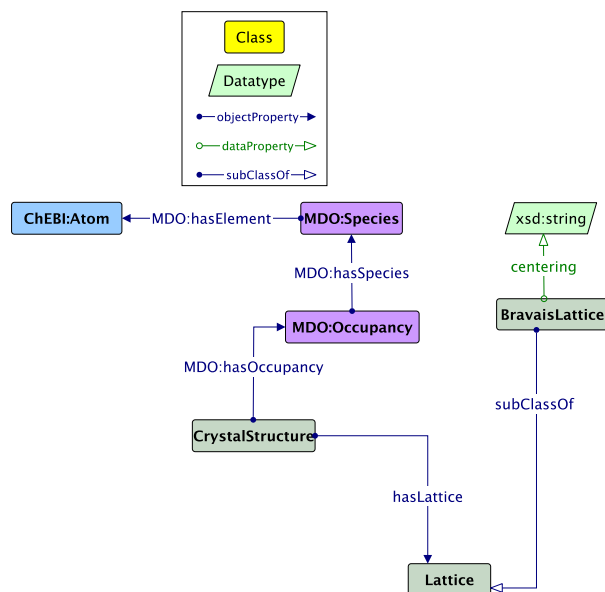 Class
Datatype
objectProperty
dataProperty
subClassOf
ChEBI:Atom
MDO:hasElement
MDO:Species
xsd:string
MDO:hasSpecies
centering
MDO:Occupancy
BravaisLattice
MDO:hasOccupancy
subClassOf
CrystalStructure
hasLattice
Lattice